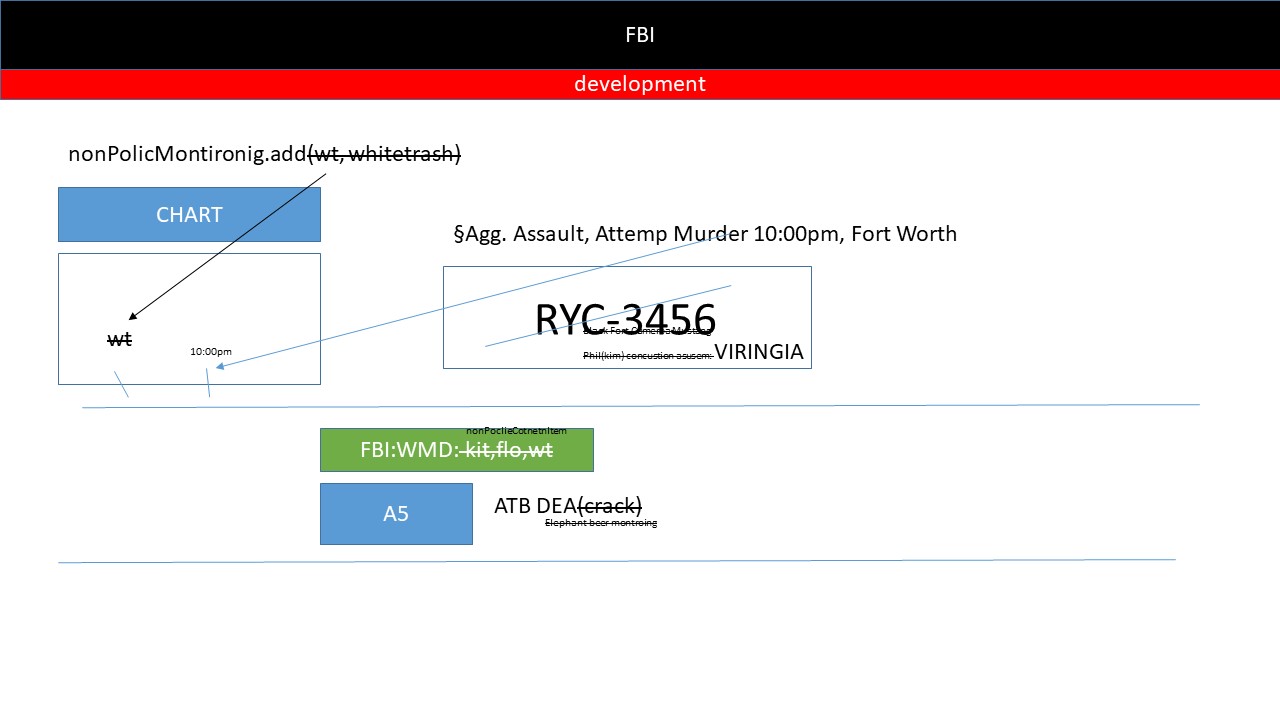 FBI
development
nonPolicMontironig.add(wt, whitetrash)
CHART
§Agg. Assault, Attemp Murder 10:00pm, Fort Worth
RYC-3456
Black Fort Camerea Mustang
wt
10:00pm
Phil(kim) concustion asusem: VIRINGIA
nonPoclieCotnetnItem
FBI:WMD: kit,flo,wt
A5
ATB DEA(crack)
Elephant beer montroing